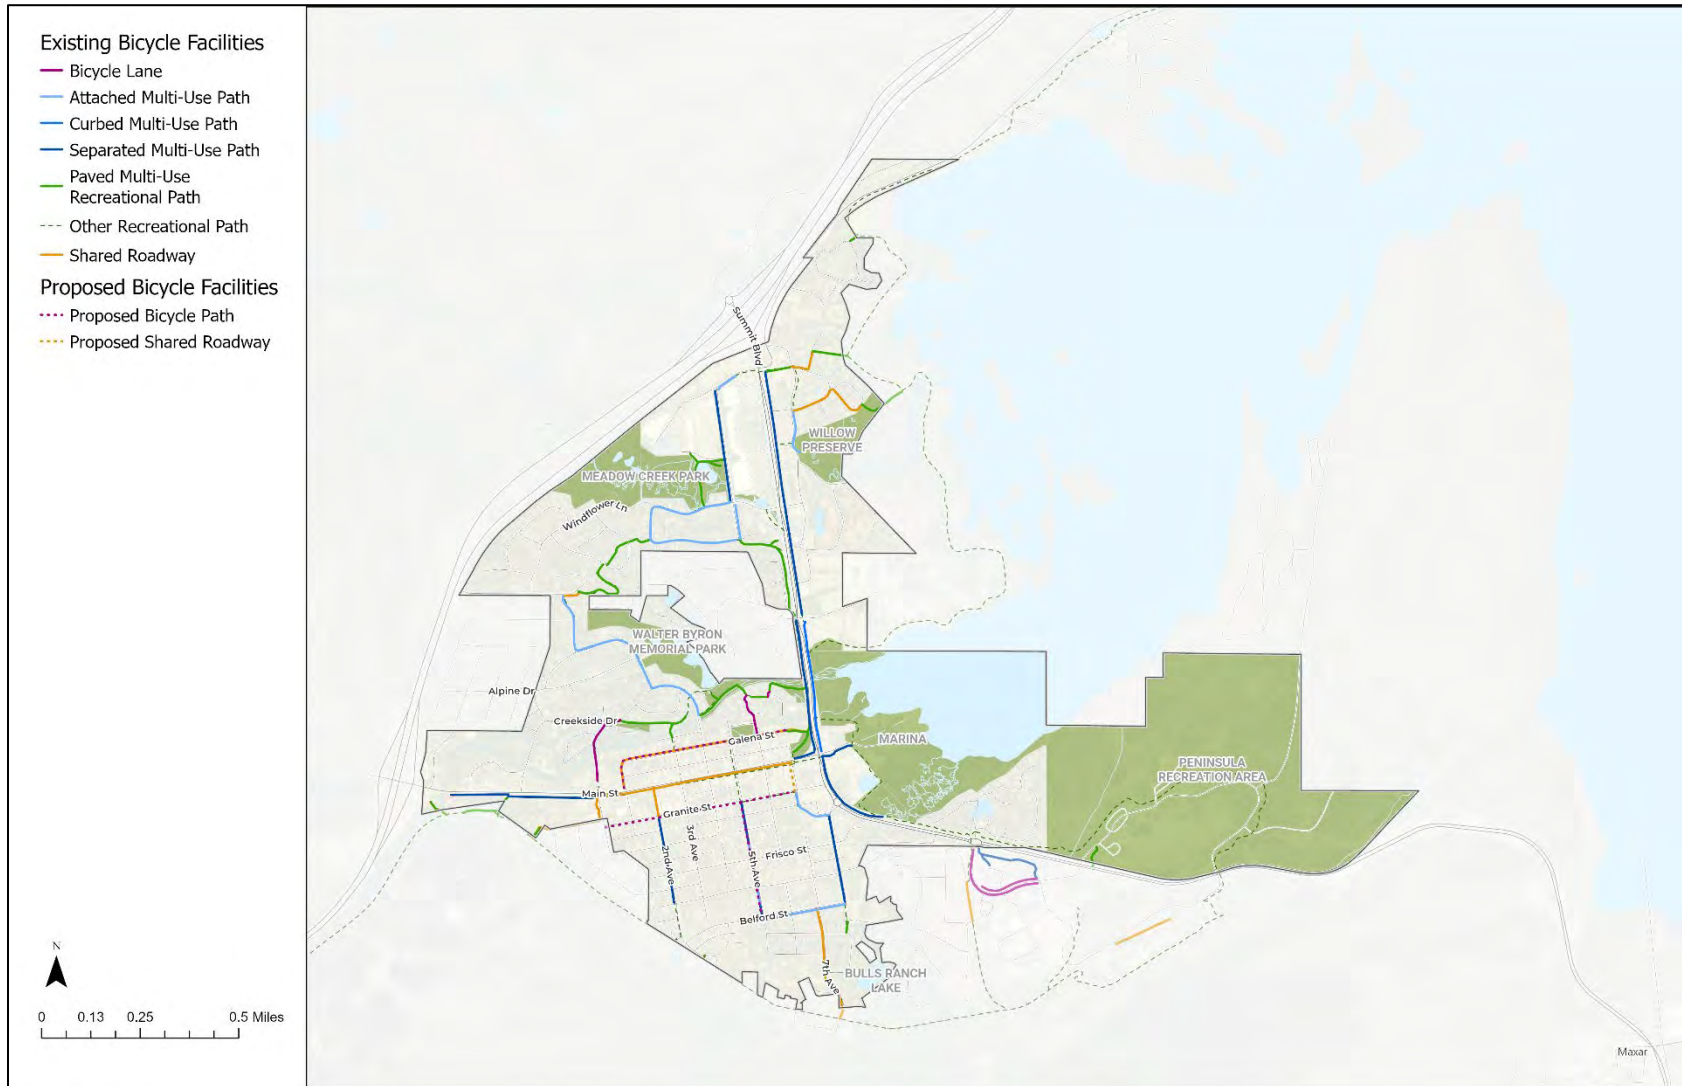 Existing Bicycle Facilities
Bicycle Lane
Attached Multi-Use Path
Curbed Multi-Use Path
Separated Multi-Use Path
Paved Multi-Use
Recreational Path
Other Recreational Path
Shared Roadway
Proposed Bicycle Facilities
Proposed Bicycle Path
Proposed Shared Roadway
N
0 0.13 0.25 0.5 Miles
Summit Blvd
WILLOW
PRESERVE
MEADOW CREEK PARK
Windflower Ln
WALTER BYRON
MEMORIAL PARK
Alpine Dr
Creekside Dr
Galena St
MARINA
PENINSULA
RECREATION AREA
Main St
Granite St
3rd Ave
2nd Ave
5th Ave
Frisco St
Belford St
7th Ave
BULLS RANCH
LAKE
Maxar